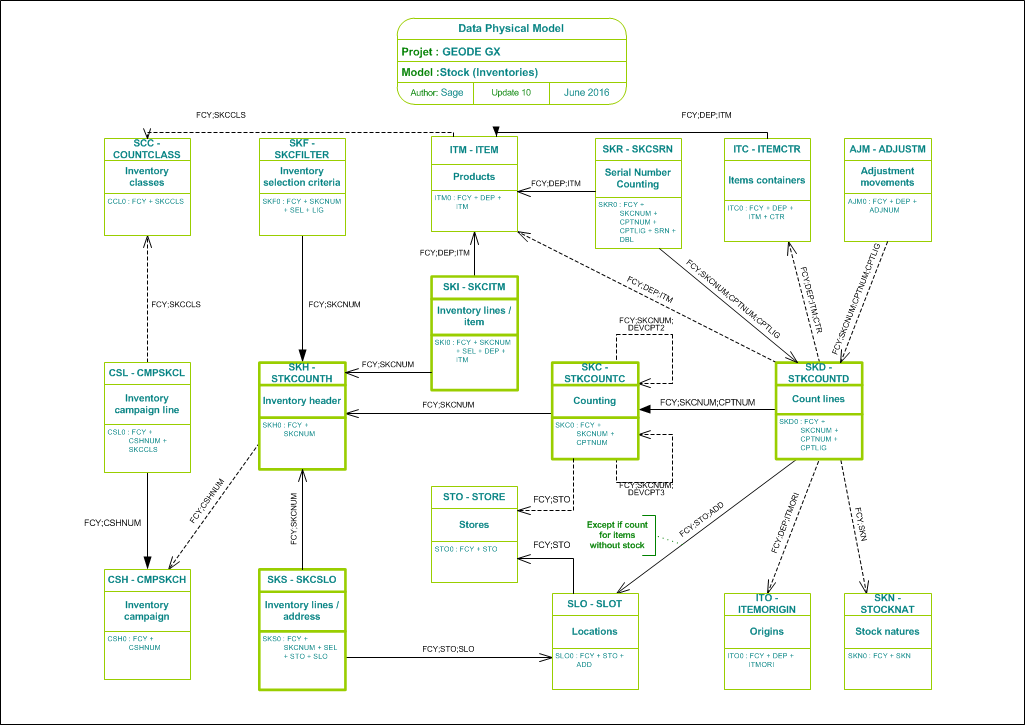 Data Physical Model
Projet : GEODE GX
Model :Stock (Inventories)
Author: Sage
Update 10
June 2016
FCY;SKCCLS
FCY;DEP;ITM
SCC -
COUNTCLASS
Inventory
classes
CCL0 : FCY + SKCCLS
SKF -
SKCFILTER
Inventory
selection criteria
SKF0 : FCY + SKCNUM
+ SEL + LIG
ITM - ITEM
Products
ITM0 : FCY + DEP +
ITM
FCY;DEP;ITM
SKR - SKCSRN
Serial Number
Counting
SKR0 : FCY +
SKCNUM +
CPTNUM +
CPTLIG + SRN +
DBL
ITC - ITEMCTR
Items containers
ITC0 : FCY + DEP +
ITM + CTR
AJM - ADJUSTM
Adjustment
movements
AJM0 : FCY + DEP +
ADJNUM
FCY;DEP;ITM
FCY;DEP;ITM
FCY;SKCNUM;CPTNUM;CPTLIG
FCY;DEP;ITM;CTR
FCY;SKCNUM;CPTNUM;CPTLIG
FCY;SKCCLS
FCY;SKCNUM
SKI - SKCITM
Inventory lines /
item
SKI0 : FCY + SKCNUM
+ SEL + DEP +
ITM
FCY;SKCNUM;
DEVCPT2
CSL - CMPSKCL
Inventory
campaign line
CSL0 : FCY +
CSHNUM +
SKCCLS
SKH -
STKCOUNTH
Inventory header
SKH0 : FCY +
SKCNUM
FCY;SKCNUM
FCY;SKCNUM
SKC -
STKCOUNTC
Counting
SKC0 : FCY +
SKCNUM +
CPTNUM
FCY;SKCNUM;CPTNUM
SKD -
STKCOUNTD
Count lines
SKD0 : FCY +
SKCNUM +
CPTNUM +
CPTLIG
FCY;SKCNUM;
DEVCPT3
FCY;CSHNUM
FCY;CSHNUM
FCY;SKCNUM
STO - STORE
Stores
STO0 : FCY + STO
FCY;STO
FCY;STO
Except if count
for items
without stock
FCY;STO;ADD
FCY;DEP;ITMORI
FCY;SKN
CSH - CMPSKCH
Inventory
campaign
CSH0 : FCY +
CSHNUM
SKS - SKCSLO
Inventory lines /
address
SKS0 : FCY +
SKCNUM + SEL
+ STO + SLO
FCY;STO;SLO
SLO - SLOT
Locations
SLO0 : FCY + STO +
ADD
ITO -
ITEMORIGIN
Origins
ITO0 : FCY + DEP +
ITMORI
SKN -
STOCKNAT
Stock natures
SKN0 : FCY + SKN